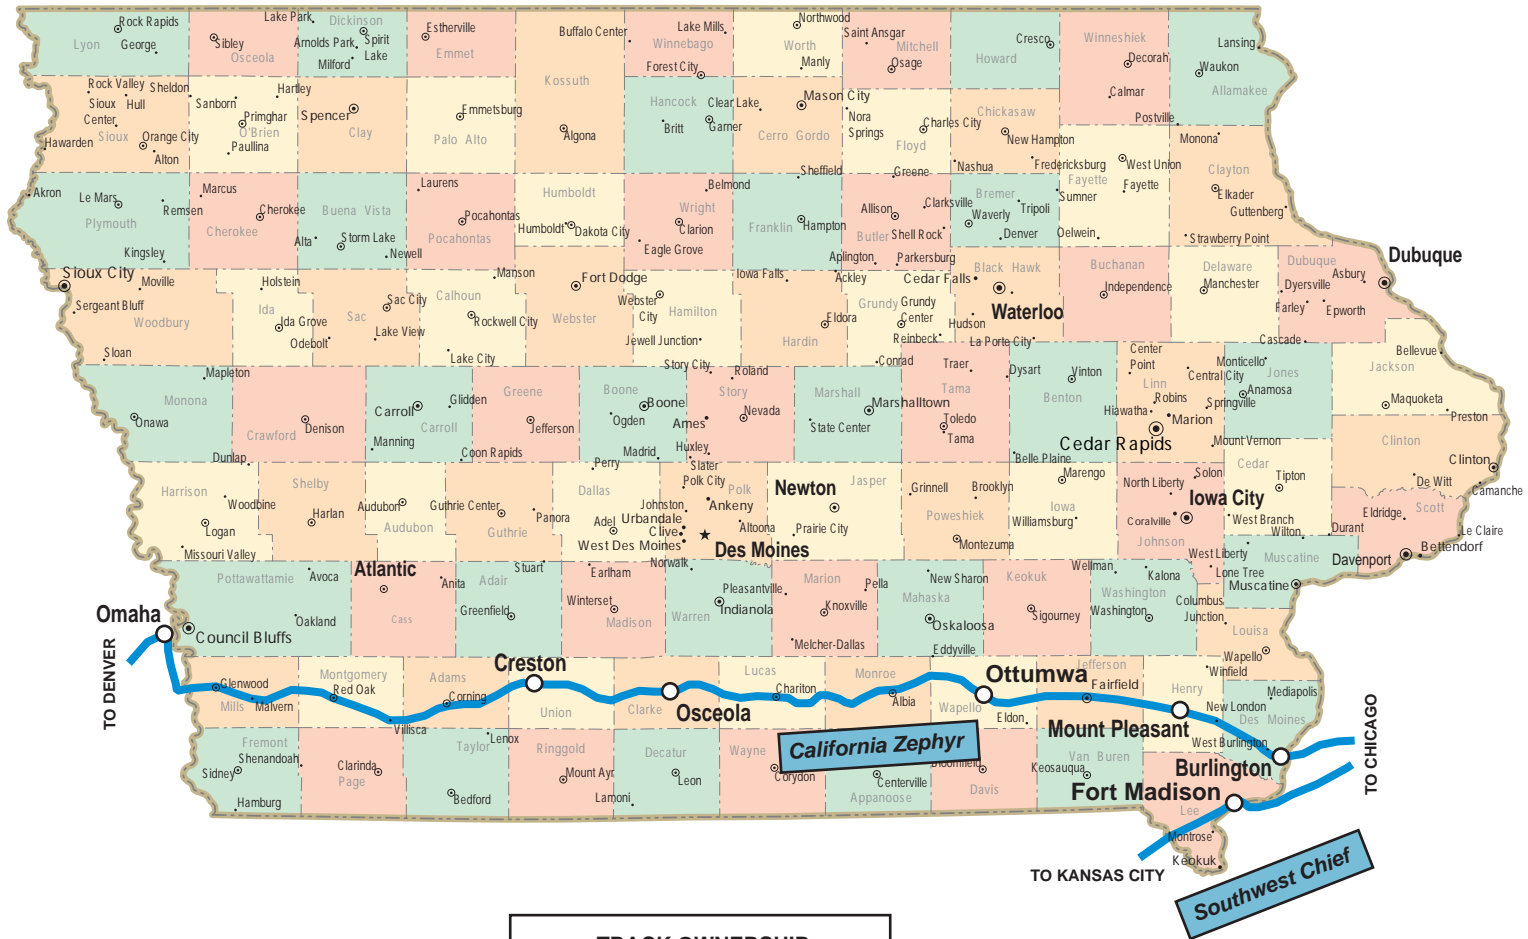 Rock Rapids
Lyon
George
Sibley
Osceola
Lake Park
Dickinson
Arnolds Park
Spirit
Lake
Milford
Estherville
Emmet
Buffalo Center
Lake Mills
Winnebago
Forest City
Northwood
Worth
Manly
Saint Ansgar
Mitchell
Osage
Cresco
Howard
Winneshiek
Decorah
Calmar
Lansing
Waukon
Allamakee
Postville
Rock Valley
Sheldon
Sioux
Center
Hull
Sioux
Hawarden
Orange City
Alton
Sanborn
Hartley
Primghar
O'Brien
Paullina
Spencer
Clay
Emmetsburg
Palo Alto
Kossuth
Algona
Hancock
Britt
Garner
Clear Lake
Mason City
Cerro Gordo
Nora
Springs
Floyd
Charles City
Chickasaw
New Hampton
Nashua
Fredericksburg
West Union
Fayette
Fayette
Monona
Clayton
Elkader
Guttenberg
Akron
Le Mars
Plymouth
Remsen
Kingsley
Marcus
Cherokee
Cherokee
Buena Vista
Alta
Storm Lake
Newell
Laurens
Pocahontas
Pocahontas
Humboldt
Humboldt
Dakota City
Belmond
Wright
Clarion
Eagle Grove
Sheffield
Franklin
Hampton
Greene
Allison
Clarksville
Butler
Shell Rock
Aplington
Parkersburg
Bremer
Waverly
Tripoli
Denver
Sumner
Oelwein
Strawberry Point
Sioux City
Moville
Sergeant Bluff
Woodbury
Sloan
Holstein
Ida
Ida Grove
Odebolt
Sac City
Sac
Lake View
Manson
Calhoun
Rockwell City
Lake City
Fort Dodge
Webster
Webster
City
Hamilton
Jewell Junction
Iowa Falls
Ackley
Eldora
Hardin
Grundy
Grundy
Center
Reinbeck
Conrad
Cedar Falls
Black Hawk
Waterloo
Hudson
La Porte City
Buchanan
Independence
Delaware
Manchester
Dubuque
Dubuque
Asbury
Dyersville
Farley
Epworth
Cascade
Mapleton
Monona
Onawa
Crawford
Denison
Dunlap
Carroll
Glidden
Carroll
Manning
Coon Rapids
Greene
Jefferson
Boone
Boone
Ogden
Madrid
Story City
Roland
Story
Nevada
Ames
Huxley
Slater
Marshall
Marshalltown
State Center
Traer
Tama
Toledo
Tama
Dysart
Vinton
Benton
Belle Plaine
Center
Point
Linn
Robins
Hiawatha
Marion
Central City
Springville
Cedar Rapids
Mount Vernon
Monticello
Jones
Anamosa
Bellevue
Jackson
Maquoketa
Preston
Clinton
Clinton
De Witt
Camanche
Harrison
Woodbine
Logan
Missouri Valley
Shelby
Harlan
Audubon
Audubon
Guthrie Center
Panora
Guthrie
Stuart
Perry
Dallas
Adel
Polk City
Polk
Johnston
Ankeny
Urbandale
Clive
Altoona
West Des Moines
Des Moines
Norwalk
Newton
Jasper
Prairie City
Grinnell
Brooklyn
Poweshiek
Montezuma
Marengo
Iowa
Williamsburg
Solon
North Liberty
Iowa City
Coralville
Johnson
Cedar
Tipton
West Branch
Wilton
Durant
Eldridge
Scott
Le Claire
Bettendorf
Davenport
Pottawattamie
Avoca
Oakland
Omaha
Council Bluffs
Atlantic
Anita
Cass
Adair
Greenfield
Earlham
Winterset
Madison
Pleasantville
Indianola
Warren
Marion
Pella
Knoxville
Melcher-Dallas
New Sharon
Mahaska
Oskaloosa
Eddyville
Keokuk
Sigourney
Wellman
Kalona
Washington
Washington
West Liberty
Lone Tree
Muscatine
Muscatine
Columbus
Junction
Louisa
Wapello
TO DENVER
Glenwood
Mills
Malvern
Montgomery
Red Oak
Villisca
Adams
Corning
Creston
Union
Clarke
Osceola
Lucas
Chariton
Monroe
Albia
Ottumwa
Wapello
Eldon
Jefferson
Fairfield
Henry
Mount Pleasant
Winfield
New London
Mediapolis
Des Moines
West Burlington
Burlington
TO CHICAGO
Fremont
Shenandoah
Sidney
Hamburg
Clarinda
Page
Lenox
Taylor
Bedford
Ringgold
Mount Ayr
Decatur
Leon
Lamoni
Wayne
Corydon
California Zephyr
Centerville
Appanoose
Bloomfield
Davis
Van Buren
Keosauqua
Fort Madison
Lee
Montrose
Keokuk
TO KANSAS CITY
Southwest Chief
TRACK OWNERSHIP